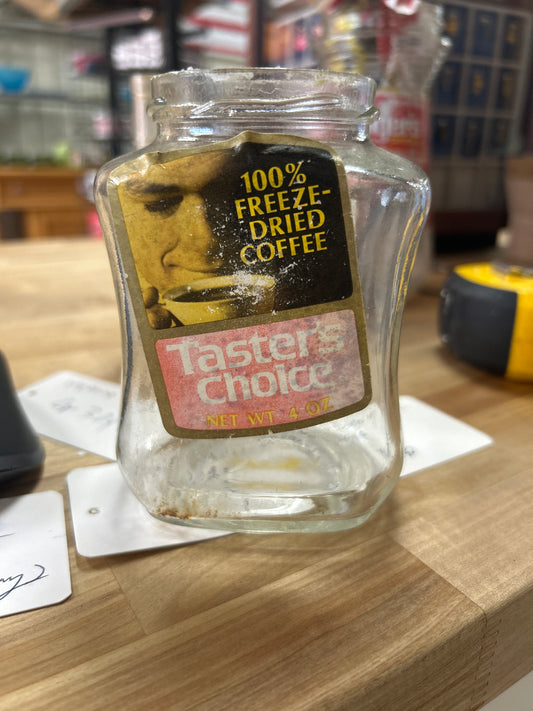 100%
FREEZE-
DRIED
COFFEE
Taster's
Choice
NET WT. 4 OZ.